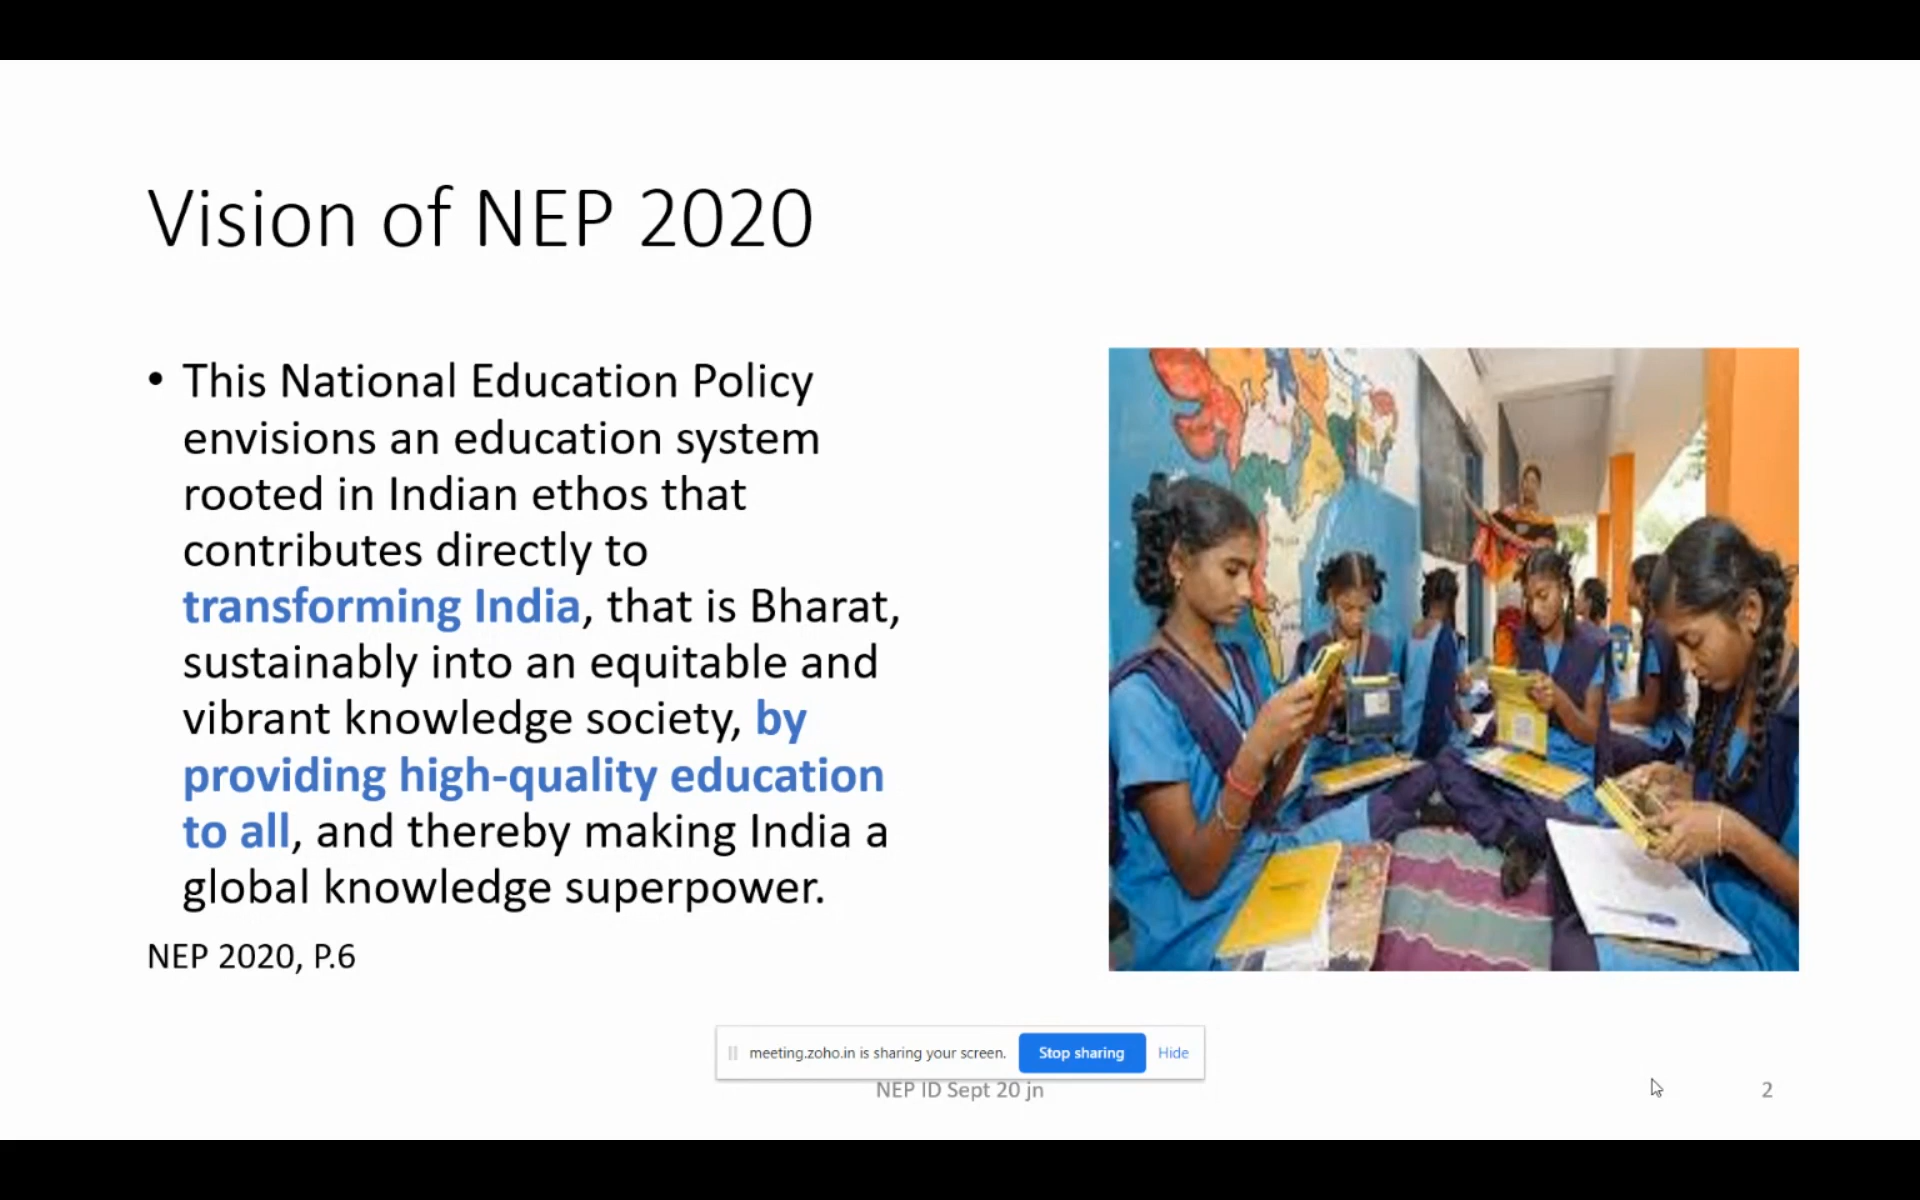 Vision of NEP 2020
• This National Education Policy
envisions an education system
rooted in Indian ethos that
contributes directly to
transforming India, that is Bharat,
sustainably into an equitable and
vibrant knowledge society, by
providing high-quality education
to all, and thereby making India a
global knowledge superpower.
NEP 2020, P.6
meeting.zoho.in is sharing your screen. Stop sharing Hide
NEP ID Sept 20 jn
2